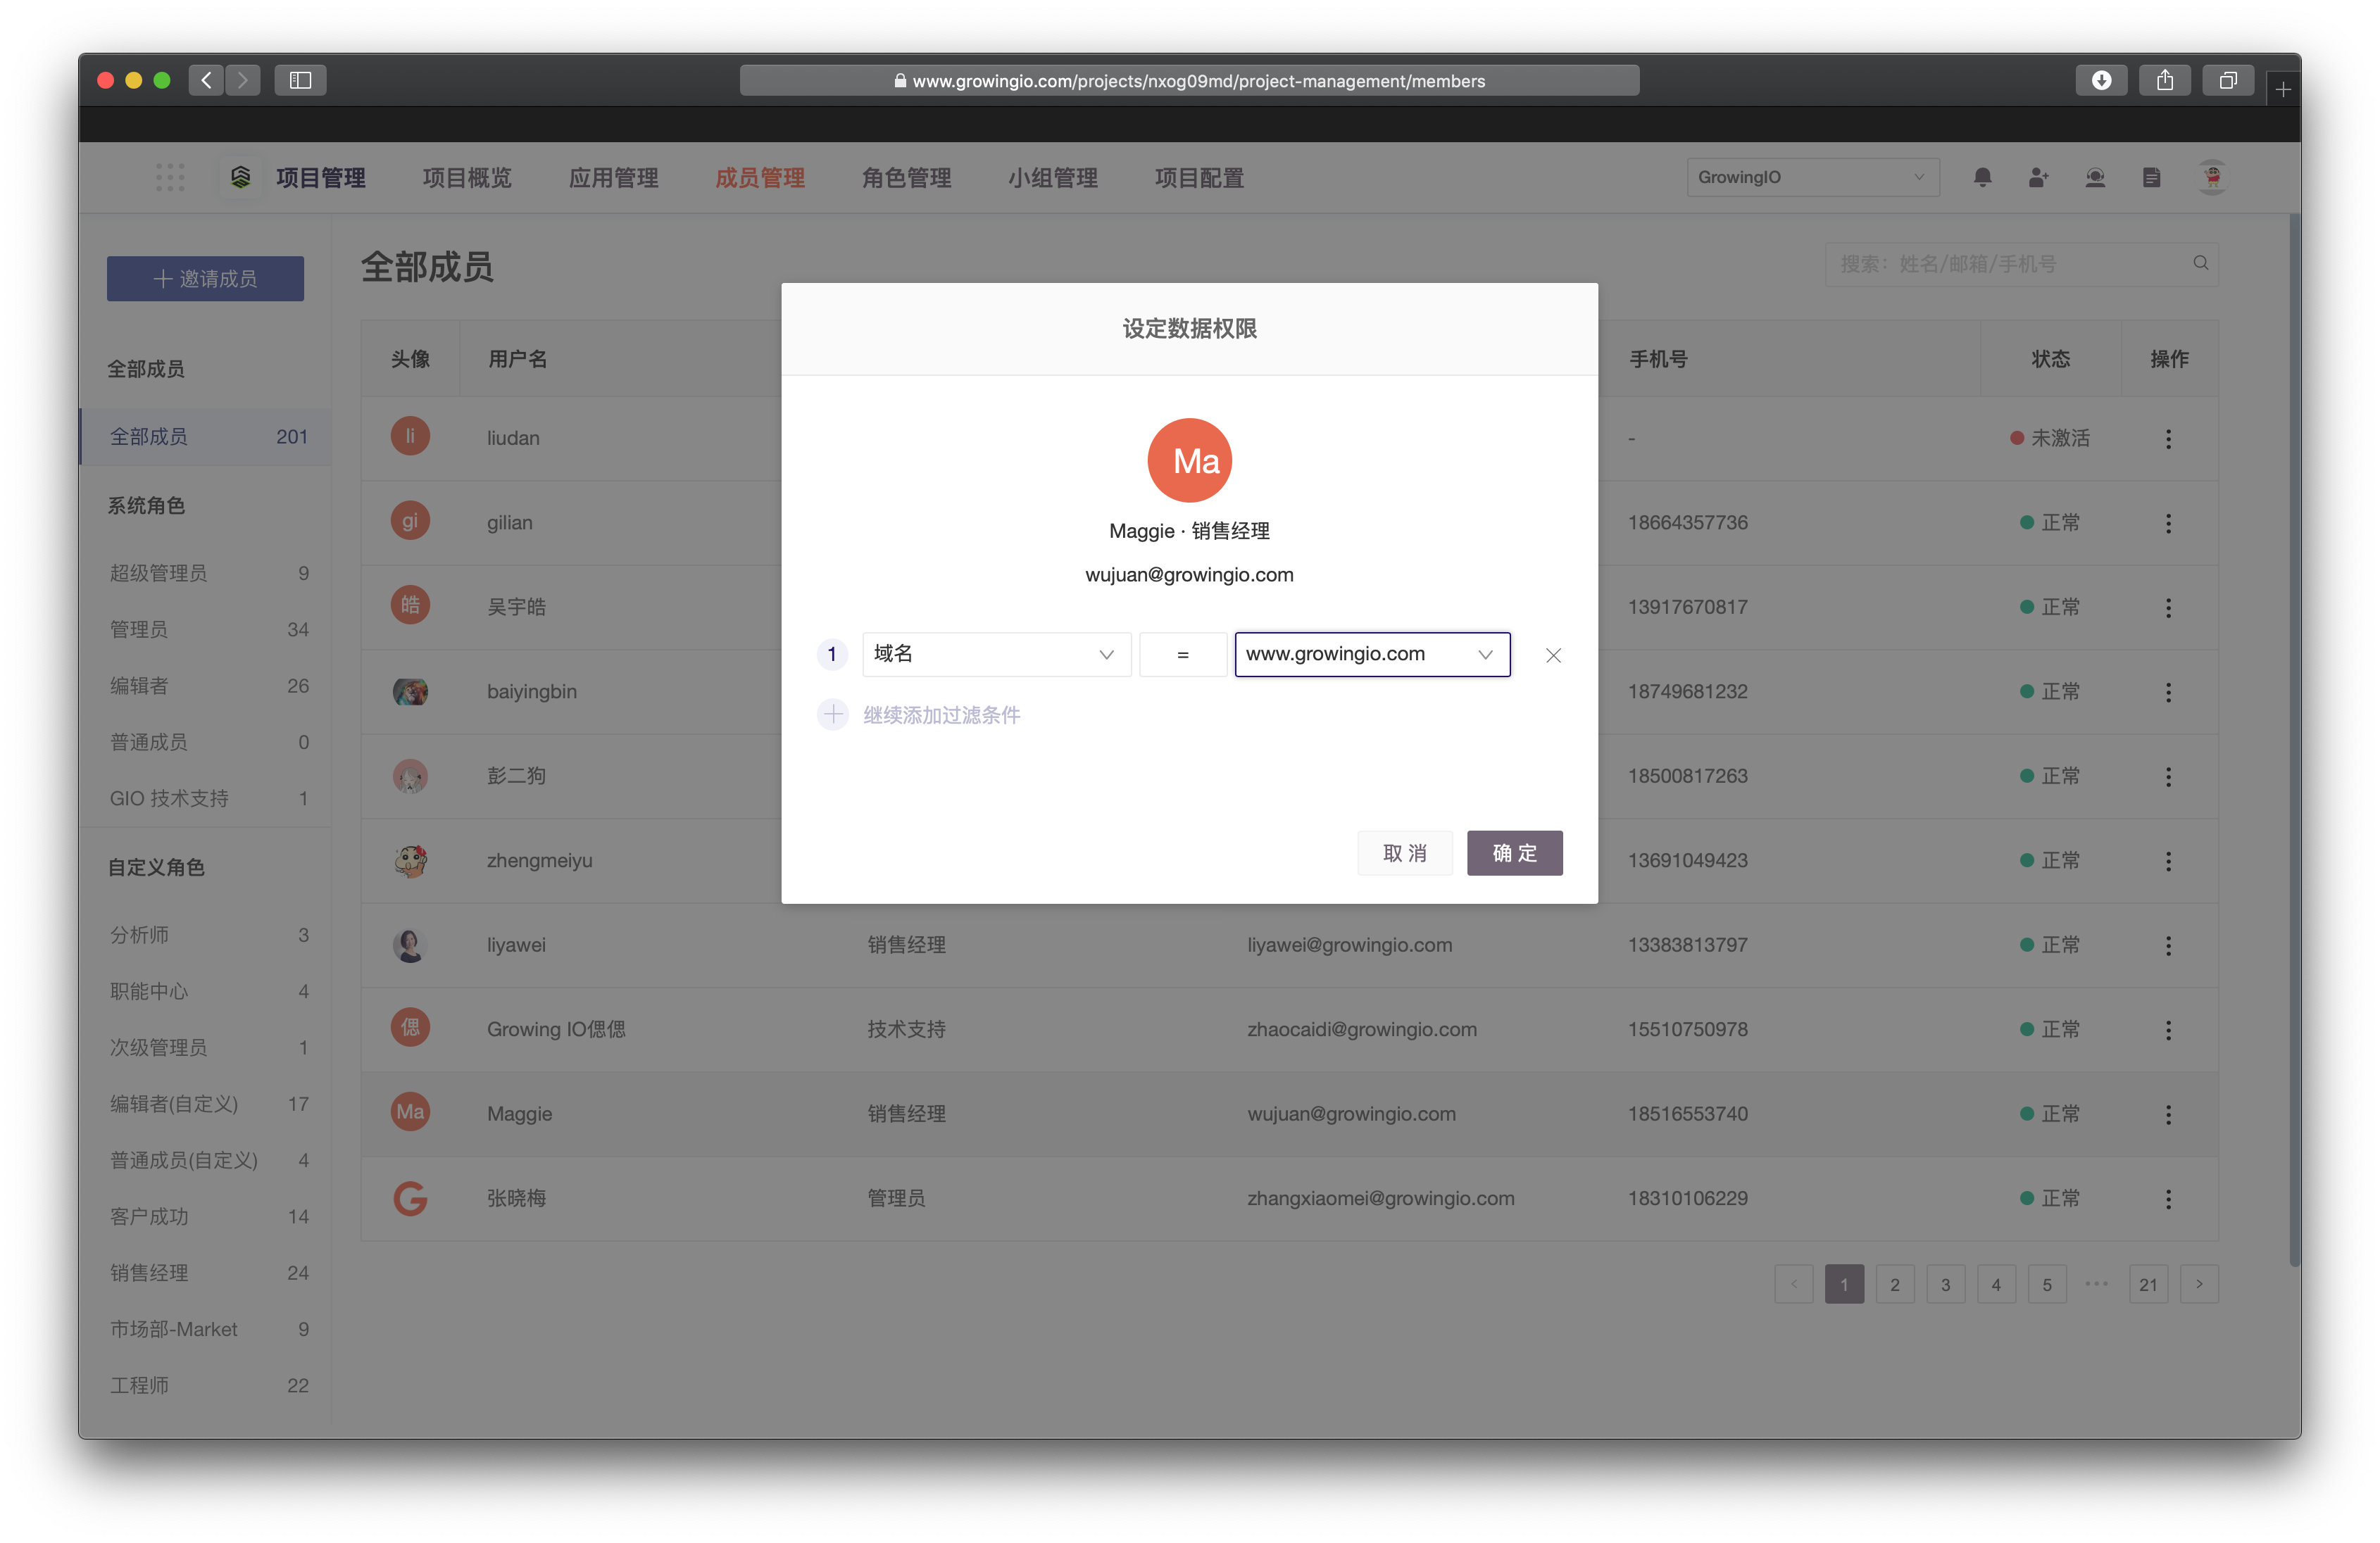 www.growingio.com/projects/nxog09md/project-management/members
项目管理 项目概览 应用管理 成员管理 角色管理 小组管理 项目配置 GrowingIO
邀请成员
全部成员
搜索：姓名/邮箱/手机号
全部成员
全部成员 201
系统角色
超级管理员 9
管理员 34
编辑者 26
普通成员 0
GIO 技术支持 1
自定义角色
分析师 3
职能中心 4
次级管理员 1
编辑者(自定义) 17
普通成员(自定义) 4
客户成功 14
销售经理 24
市场部-Market 9
工程师 22
头像 用户名 手机号 状态 操作
li liudan - 未激活
gi gilian 18664357736 正常
皓 吴宇皓 13917670817 正常
baiyingbin 18749681232 正常
彭二狗 18500817263 正常
zhengmeiyu 13691049423 正常
liyawei 销售经理 liyawei@growingio.com 13383813797 正常
偲 Growing IO偲偲 技术支持 zhaocaidi@growingio.com 15510750978 正常
Ma Maggie 销售经理 wujuan@growingio.com 18516553740 正常
张晓梅 管理员 zhangxiaomei@growingio.com 18310106229 正常
< 1 2 3 4 5 ••• 21 >
设定数据权限
Ma
Maggie · 销售经理
wujuan@growingio.com
1 域名 = www.growingio.com
继续添加过滤条件
取 消 确 定